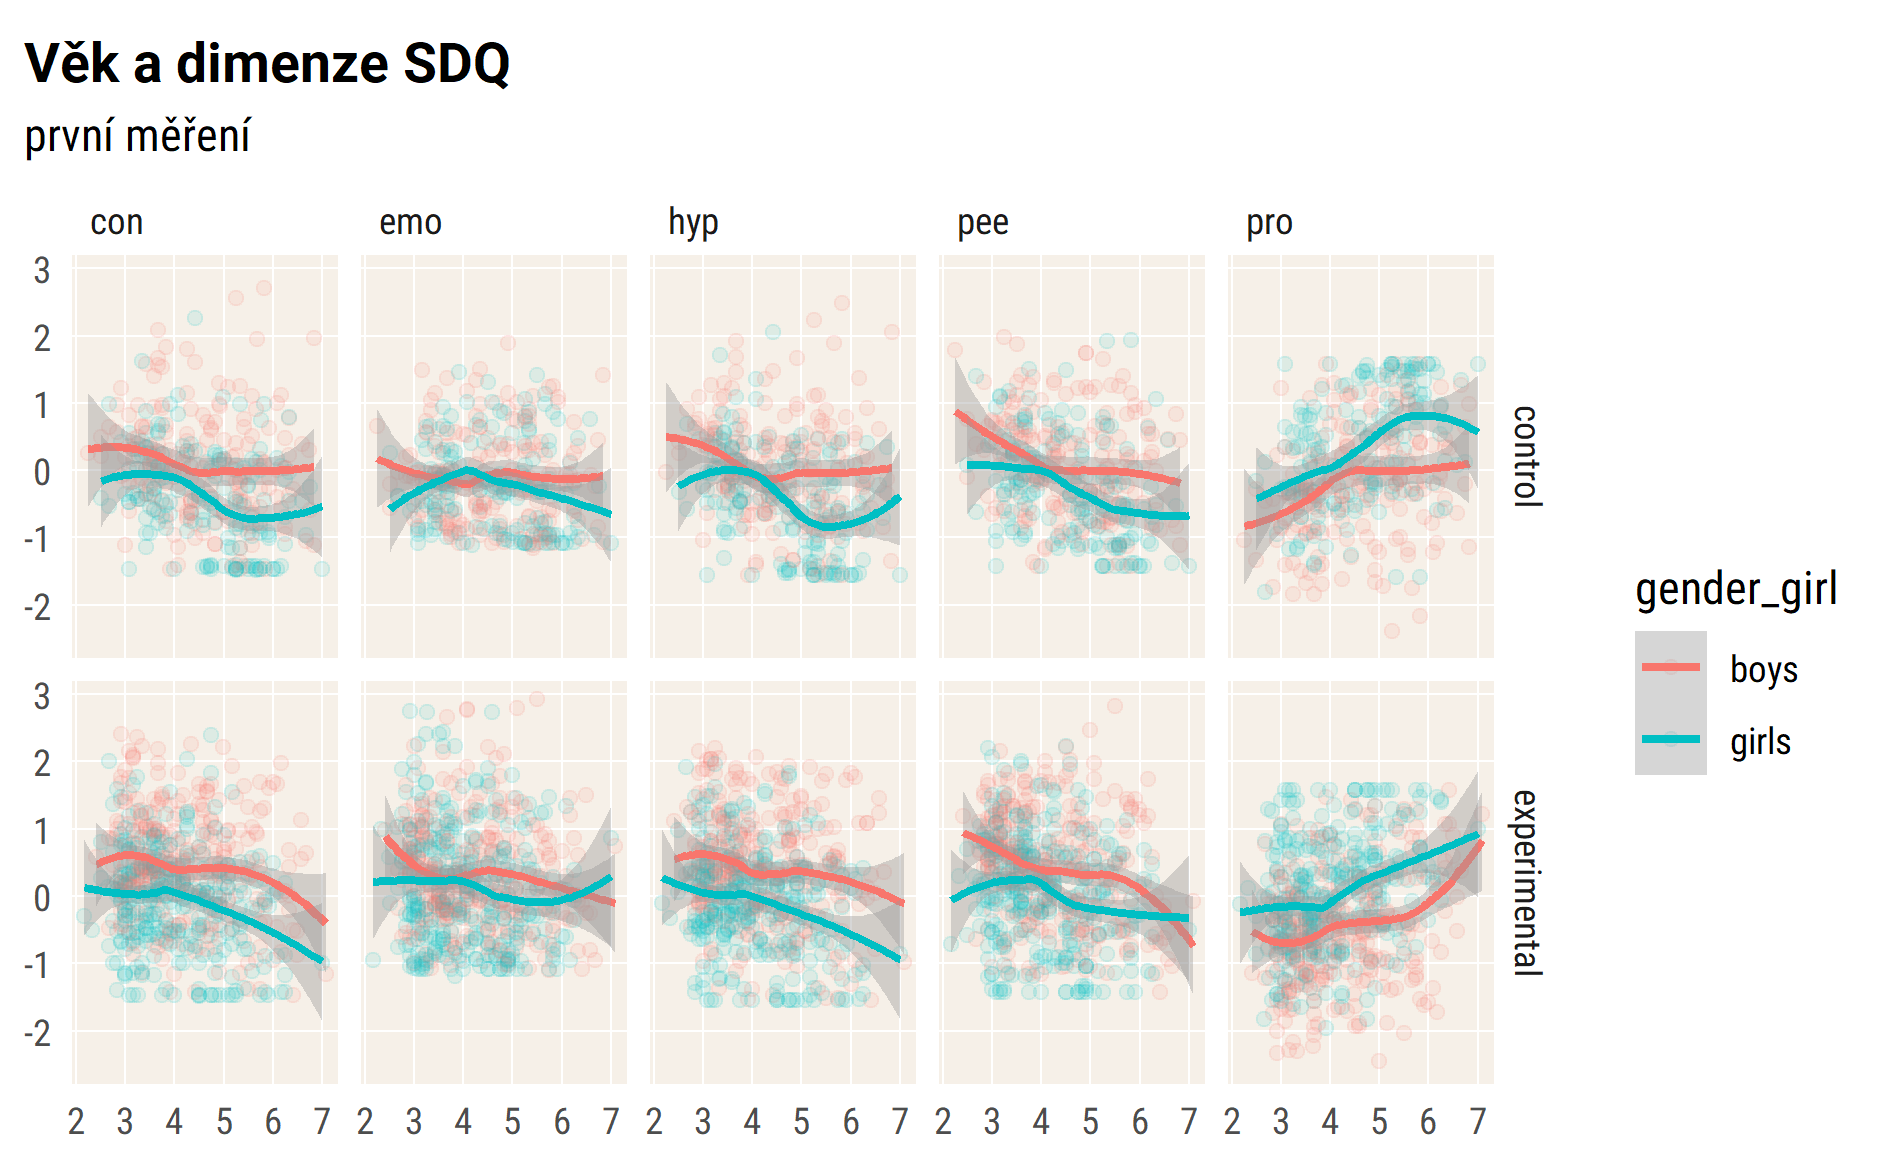 Věk a dimenze SDQ
první měření
con emo hyp pee pro
3
2
1
0
-1
-2
control
3
2
1
0
-1
-2
experimental
2 3 4 5 6 7 2 3 4 5 6 7 2 3 4 5 6 7 2 3 4 5 6 7 2 3 4 5 6 7
gender_girl
boys
girls